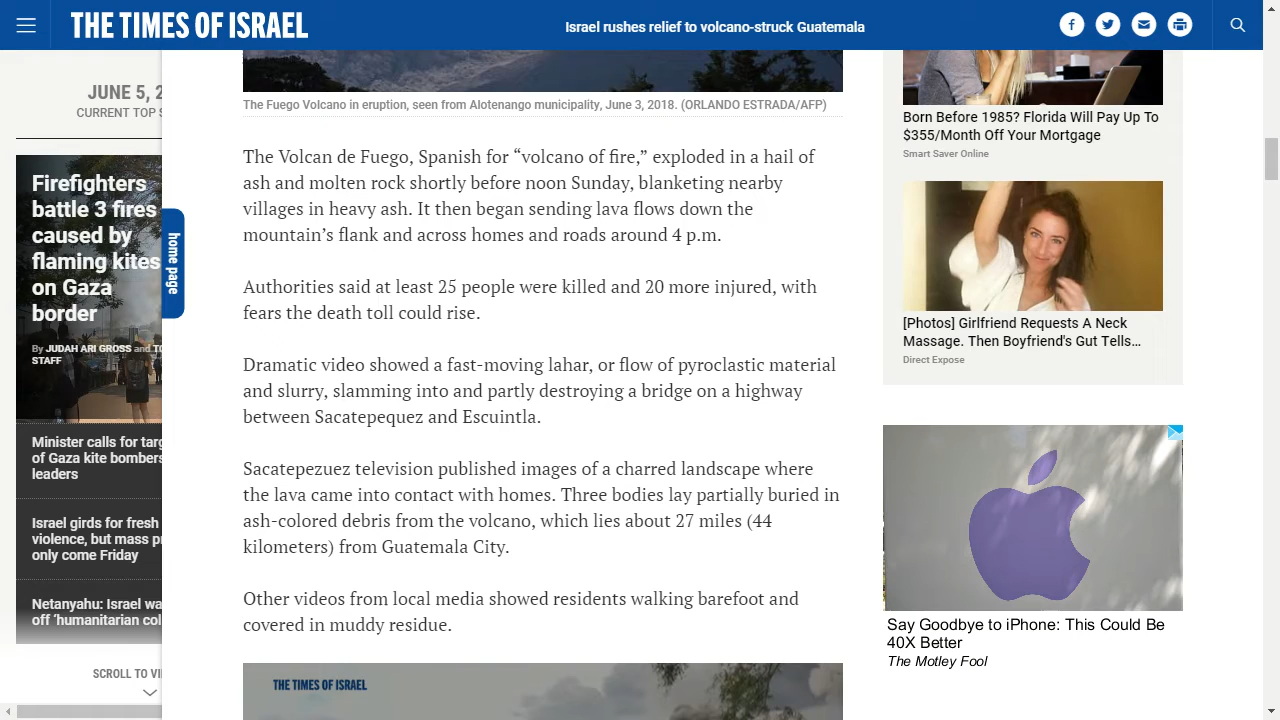 THE TIMES OF ISRAEL
Israel rushes relief to volcano-struck Guatemala
JUNE 5, 2
CURRENT TOP S
Firefighters
battle 3 fires
caused by
flaming kites
on Gaza
border
By JUDAH ARI GROSS and TO
STAFF
Minister calls for targ
of Gaza kite bombers
leaders
Israel girds for fresh
violence, but mass pr
only come Friday
Netanyahu: Israel wa
off ‘humanitarian col
SCROLL TO VI
home page
The Fuego Volcano in eruption, seen from Alotenango municipality, June 3, 2018. (ORLANDO ESTRADA/AFP)
The Volcan de Fuego, Spanish for “volcano of fire,” exploded in a hail of
ash and molten rock shortly before noon Sunday, blanketing nearby
villages in heavy ash. It then began sending lava flows down the
mountain’s flank and across homes and roads around 4 p.m.
Authorities said at least 25 people were killed and 20 more injured, with
fears the death toll could rise.
Dramatic video showed a fast-moving lahar, or flow of pyroclastic material
and slurry, slamming into and partly destroying a bridge on a highway
between Sacatepequez and Escuintla.
Sacatepezuez television published images of a charred landscape where
the lava came into contact with homes. Three bodies lay partially buried in
ash-colored debris from the volcano, which lies about 27 miles (44
kilometers) from Guatemala City.
Other videos from local media showed residents walking barefoot and
covered in muddy residue.
THE TIMES OF ISRAEL
Born Before 1985? Florida Will Pay Up To
$355/Month Off Your Mortgage
Smart Saver Online
[Photos] Girlfriend Requests A Neck
Massage. Then Boyfriend's Gut Tells…
Direct Expose
Say Goodbye to iPhone: This Could Be
40X Better
The Motley Fool